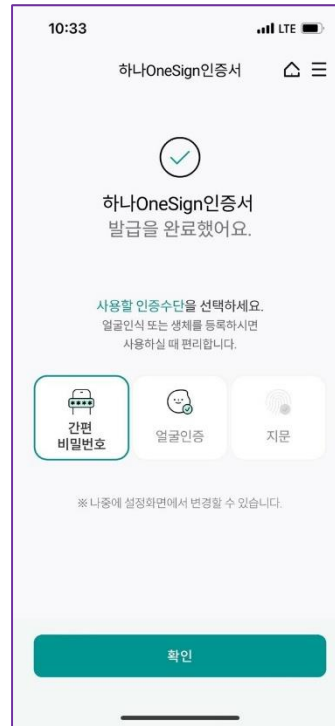 10:33
LTE
하나OneSign인증서
하나OneSign인증서
발급을 완료했어요.
사용할 인증수단을 선택하세요.
얼굴인식 또는 생체를 등록하시면
사용하실 때 편리합니다.
간편
비밀번호
얼굴인증
지문
※ 나중에 설정화면에서 변경할 수 있습니다.
확인